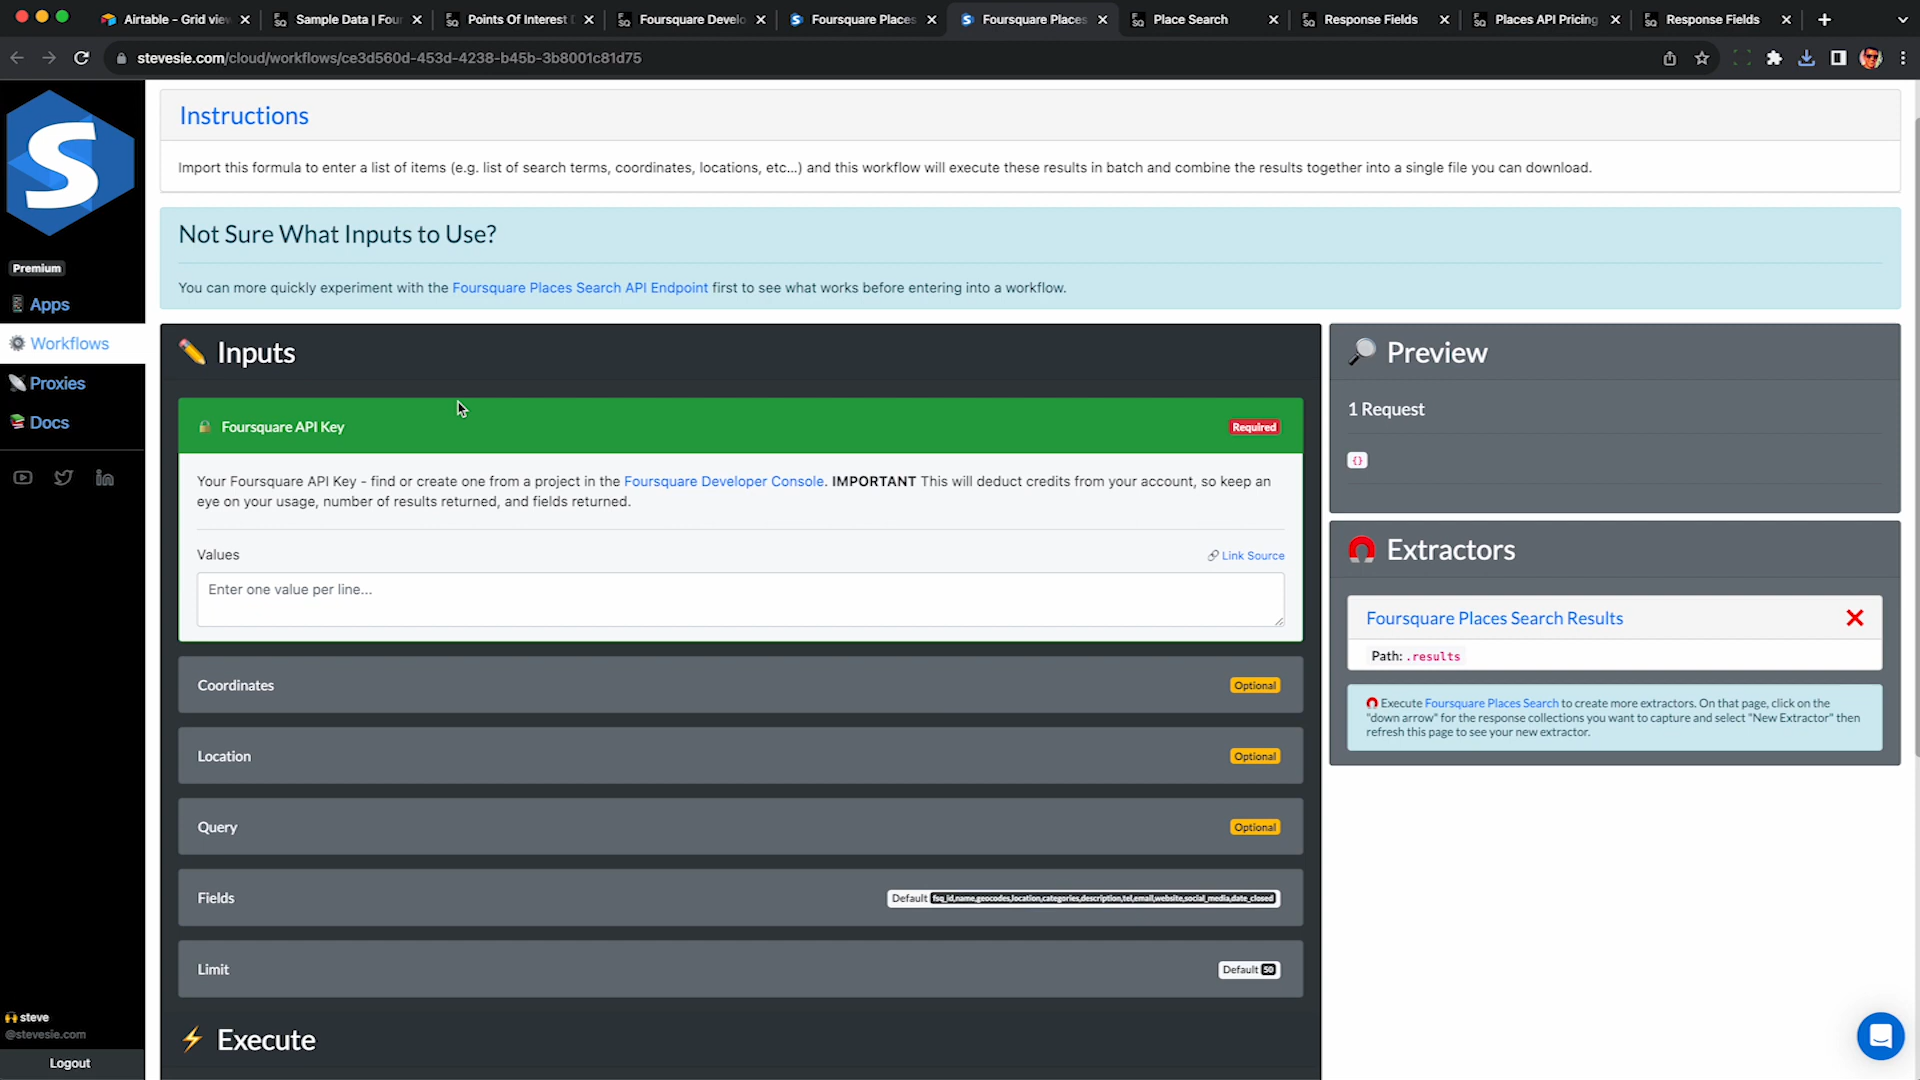 Airtable - Grid view
Sample Data | Four
Points Of Interest D
Foursquare Develo
Foursquare Places
Foursquare Places
Place Search
Response Fields
Places API Pricing
Response Fields
stevesie.com/cloud/workflows/ce3d560d-453d-4238-b45b-3b8001c81d75
Premium
Apps
Workflows
Proxies
Docs
steve
@stevesie.com
Logout
Instructions
Import this formula to enter a list of items (e.g. list of search terms, coordinates, locations, etc...) and this workflow will execute these results in batch and combine the results together into a single file you can download.
Not Sure What Inputs to Use?
You can more quickly experiment with the Foursquare Places Search API Endpoint first to see what works before entering into a workflow.
Inputs
Foursquare API Key
Required
Your Foursquare API Key - find or create one from a project in the Foursquare Developer Console. IMPORTANT This will deduct credits from your account, so keep an
eye on your usage, number of results returned, and fields returned.
Values
Link Source
Enter one value per line...
Coordinates
Optional
Location
Optional
Query
Optional
Fields
Default fsq_id,name,geocodes,location,categories,description,tel,email,website,social_media,date_closed
Limit
Default 50
Execute
Preview
1 Request
{}
Extractors
Foursquare Places Search Results
Path: .results
Execute Foursquare Places Search to create more extractors. On that page, click on the
"down arrow" for the response collections you want to capture and select "New Extractor" then
refresh this page to see your new extractor.